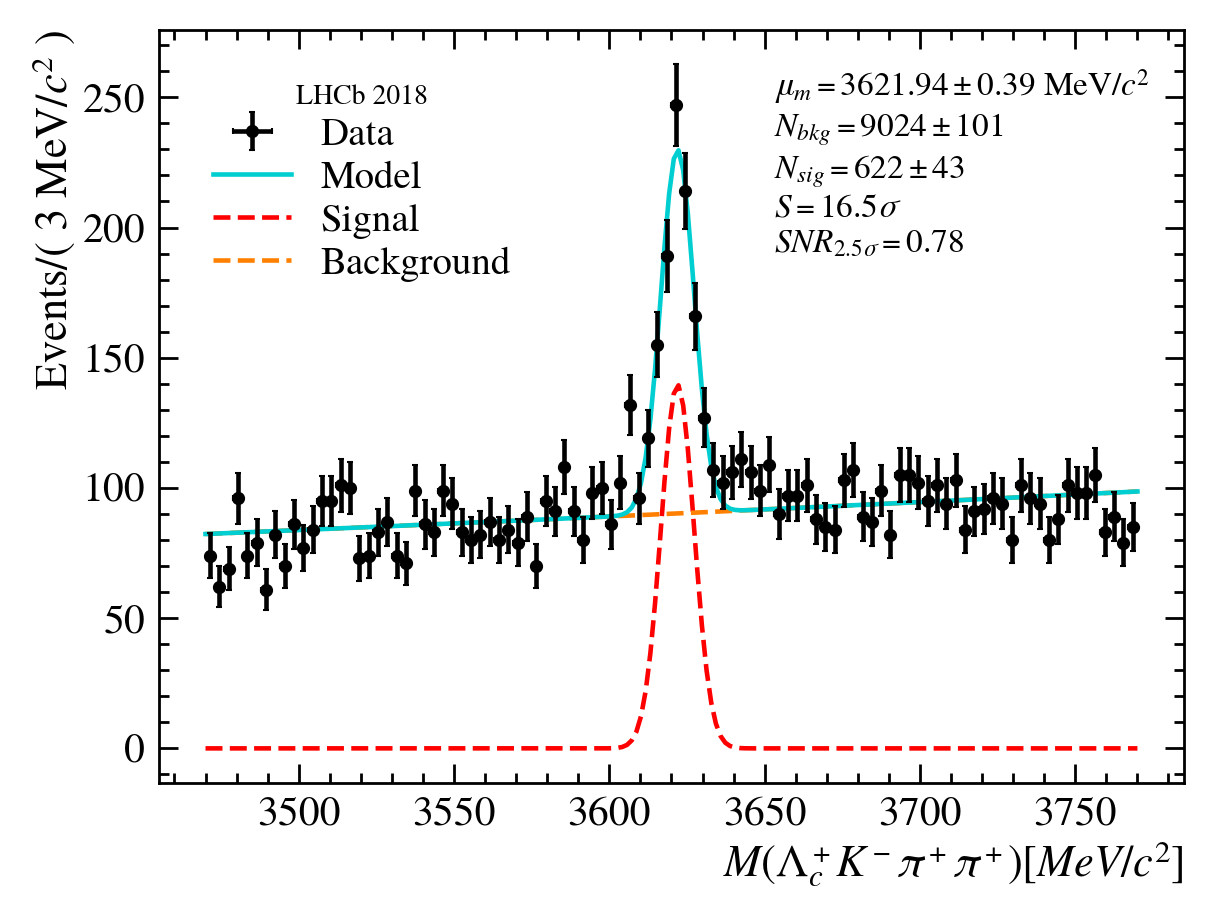 Events/( 3 MeV/c² )
250
200
150
100
50
0
LHCb 2018
Data
Model
Signal
Background
μₘ = 3621.94 ± 0.39 MeV/c²
N_bkg = 9024 ± 101
N_sig = 622 ± 43
S = 16.5σ
SNR_2.5σ = 0.78
3500 3550 3600 3650 3700 3750
M(Λ_c⁺K⁻π⁺π⁺)[MeV/c²]